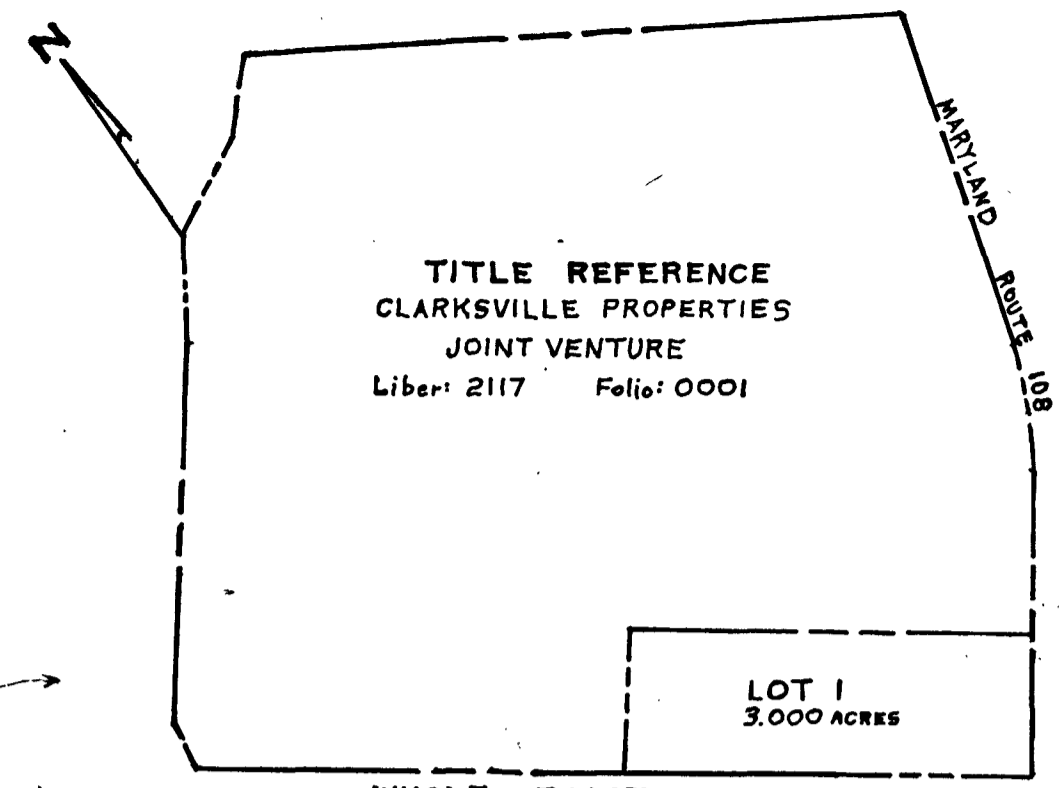 N
MARYLAND ROUTE 108
TITLE REFERENCE
CLARKSVILLE PROPERTIES
JOINT VENTURE
Liber: 2117 Folio: 0001
LOT 1
3.000 ACRES